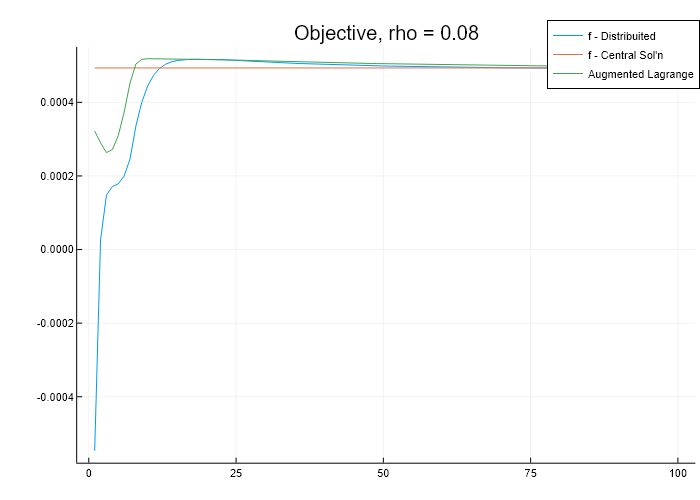 Objective, rho = 0.08
f - Distribuited
f - Central Sol'n
Augmented Lagrange
0.0004
0.0002
0.0000
-0.0002
-0.0004
0 25 50 75 100